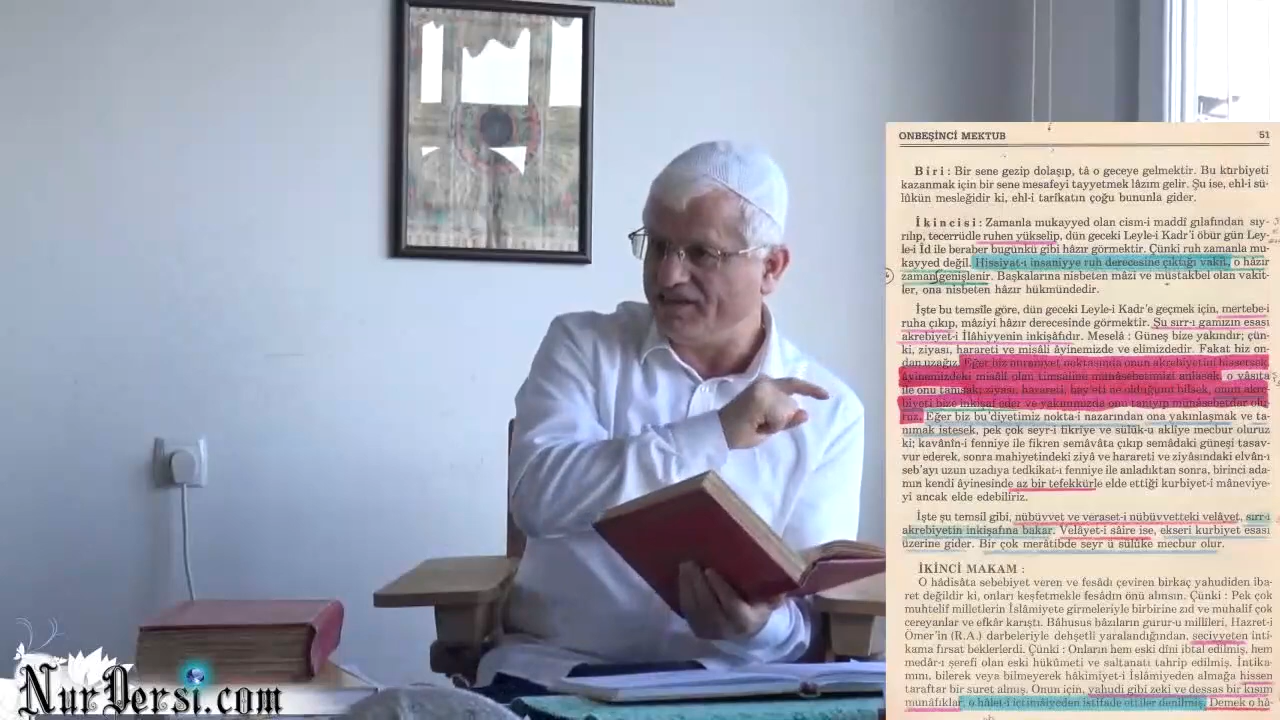 ONBEŞİNCİ MEKTUB 51
Biri: Bir sene gezip dolaşıp, tâ o geceye gelmektir. Bu kurbiyeti
kazanmak için bir sene mesafeyi tayyetmek lâzım gelir. Şu ise, ehl-i sü-
lûkün mesleğidir ki, ehl-i tarîkatın çoğu bununla gider.
İkincisi: Zamanla mukayyed olan cism-i maddî gılafından sıy-
rılıp, tecerrüdle ruhen yükselip, dün geceki Leyle-i Kadr'i öbür gün Ley-
le-i Îd ile beraber bugünkü gibi hâzır görmektir. Çünki ruh zamanla mu-
kayyed değil. Hissiyat-ı insaniyye ruh derecesine çıktığı vakit, o hâzır
zaman genişlenir. Başkalarına nisbeten mâzi ve müstakbel olan vakit-
ler, ona nisbeten hâzır hükmündedir.
İşte bu temsîle göre, dün geceki Leyle-i Kadr'e geçmek için, mertebe-i
ruha çıkıp, mâziyi hâzır derecesinde görmektir. Şu sırr-ı gamızın esası
akrebiyet-i İlâhiyyenin inkişâfıdır. Meselâ: Güneş bize yakındır; çün-
ki, ziyası, harareti ve misâli âyinemizde ve elimizdedir. Fakat biz on-
dan uzağız. Eğer biz nuraniyet noktasında onun akrebiyetini hissetsek,
âyinemizdeki misâlî olan timsaline münasebetimizi anlasak, o vâsıta
ile onu tanısak; ziyası, harareti, hey'eti ne olduğunu bilsek, onun akre-
biyeti bize inkişaf eder ve yakınımızda onu tanıyıp münasebetdar olu-
ruz. Eğer biz bu'diyetimiz nokta-i nazarından ona yakınlaşmak ve ta-
nımak istesek, pek çok seyr-i fikriye ve sülûk-u akliye mecbur oluruz
ki; kavânîn-i fenniye ile fikren semâvâta çıkıp semâdaki güneşi tasav-
vur ederek, sonra mahiyetindeki ziyâ ve harareti ve ziyâsındaki elvân-ı
seb'ayı uzun uzadıya tedkikat-ı fenniye ile anladıktan sonra, birinci ada-
mın kendi âyinesinde az bir tefekkürle elde ettiği kurbiyet-i mâneviye-
yi ancak elde edebiliriz.
İşte şu temsîl gibi, nübüvvet ve veraset-i nübüvvetteki velâyet, sırr-ı
akrebiyetin inkişafına bakar. Velâyet-i sâire ise, ekseri kurbiyet esası
üzerine gider. Bir çok merâtibde seyr ü sülûke mecbur olur.
İKİNCİ MAKAM :
O hâdisâta sebebiyet veren ve fesâdı çeviren birkaç yahudiden iba-
ret değildir ki, onları keşfetmekle fesâdın önü alınsın. Çünki: Pek çok
muhtelif milletlerin İslâmiyete girmeleriyle birbirine zıd ve muhalif çok
cereyanlar ve efkâr karıştı. Bâhusus bâzıların gurur-u millîleri, Hazret-i
Ömer'in (R.A.) darbeleriyle dehşetli yaralandığından, seciyyeten inti-
kama fırsat beklerlerdi. Çünki: Onların hem eski dîni ibtal edilmiş, hem
medâr-ı şerefi olan eski hükûmeti ve saltanatı tahrip edilmiş. İntika-
mını, bilerek veya bilmeyerek hâkimiyet-i İslâmiyeden almağa hissen
taraftar bir suret almış. Onun için, yahudi gibi zekî ve dessas bir kısım
münâfıklar, o hâlet-i içtimâiyeden istifade ettiler denilmiş. Demek o hâ-
NurDersi.com